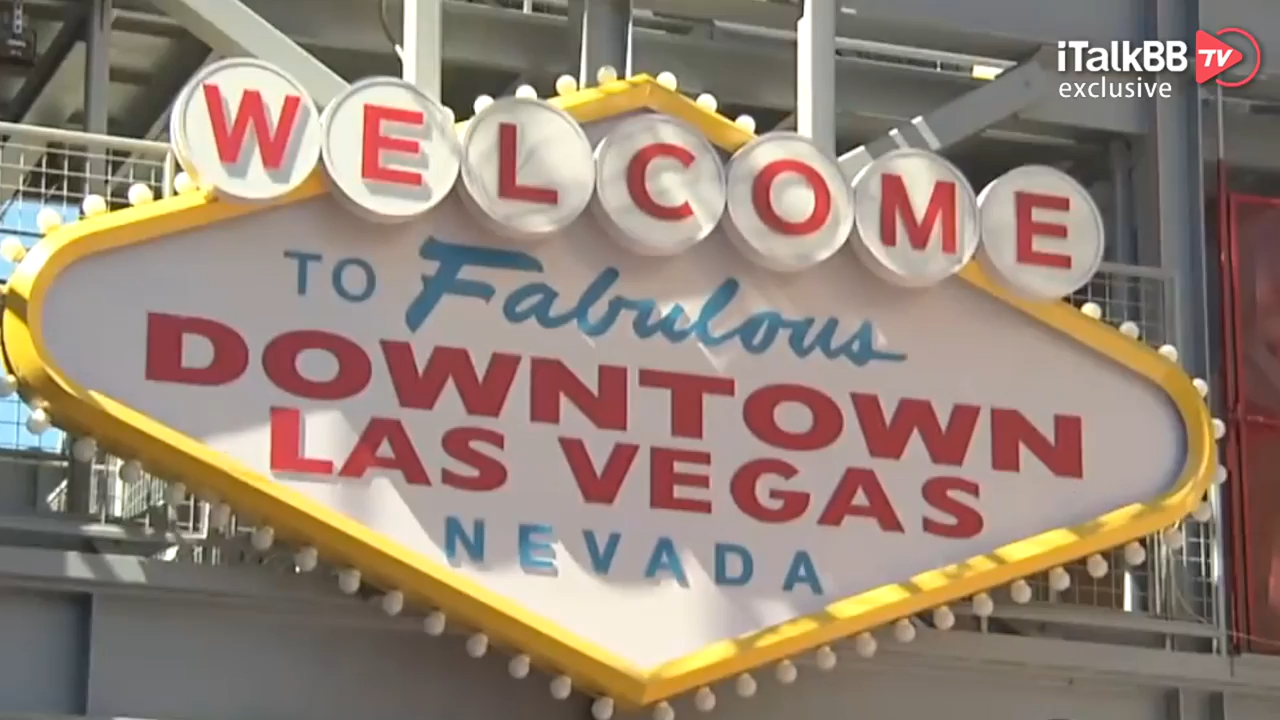 iTalkBB TV
exclusive
WELCOME
TO Fabulous
DOWNTOWN
LAS VEGAS
NEVADA